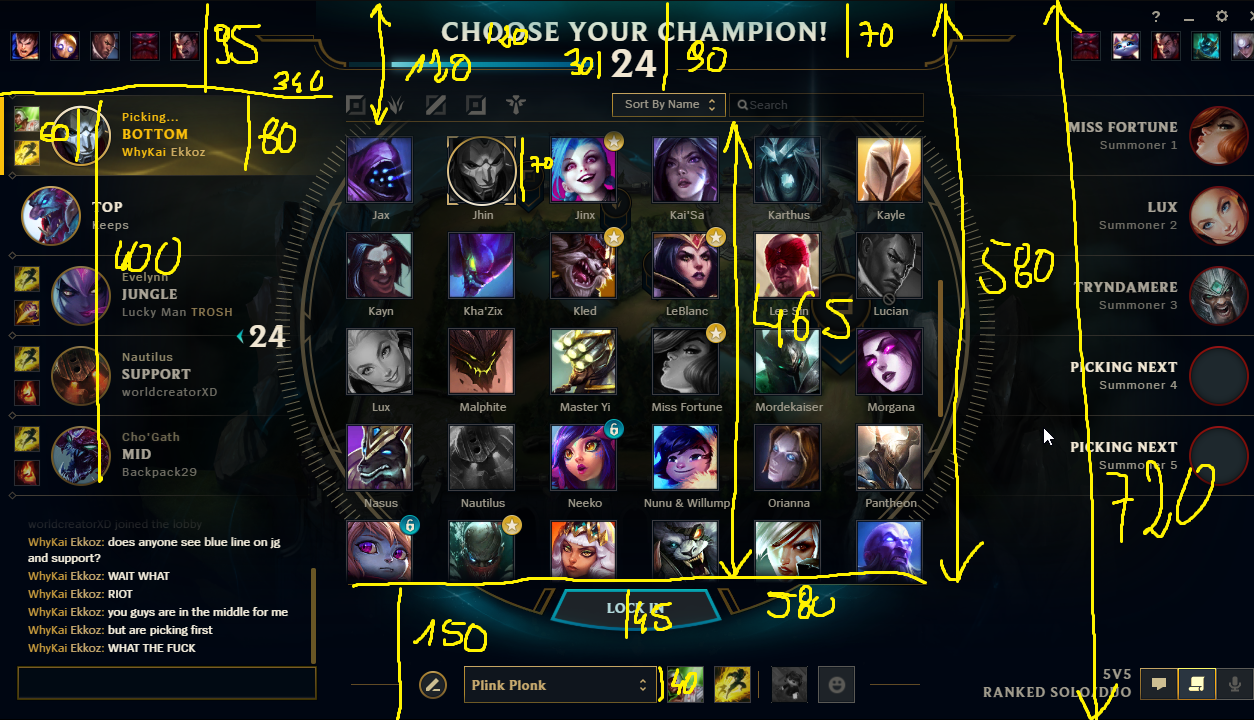 CHOOSE YOUR CHAMPION!
95
120
130
301
24
90
70
?
340
Sort By Name
Search
Picking...
BOTTOM
WhyKai Ekkoz
80
80
70
MISS FORTUNE
Summoner 1
Jax
Jhin
Jinx
Kai'Sa
Karthus
Kayle
TOP
Keeps
LUX
Summoner 2
400
580
Evelynn
JUNGLE
Lucky Man TROSH
Kayn
Kha'Zix
Kled
LeBlanc
Lee Sin
Lucian
465
TRYNDAMERE
Summoner 3
24
Nautilus
SUPPORT
worldcreatorXD
PICKING NEXT
Summoner 4
Lux
Malphite
Master Yi
Miss Fortune
Mordekaiser
Morgana
Cho'Gath
MID
Backpack29
PICKING NEXT
Summoner 5
720
Nasus
Nautilus
Neeko
Nunu & Willump
Orianna
Pantheon
worldcreatorXD joined the lobby
WhyKai Ekkoz: does anyone see blue line on jg
and support?
WhyKai Ekkoz: WAIT WHAT
WhyKai Ekkoz: RIOT
WhyKai Ekkoz: you guys are in the middle for me
WhyKai Ekkoz: but are picking first
WhyKai Ekkoz: WHAT THE FUCK
LOCK IN
45
580
150
Plink Plonk
40
5V5
RANKED SOLO/DUO